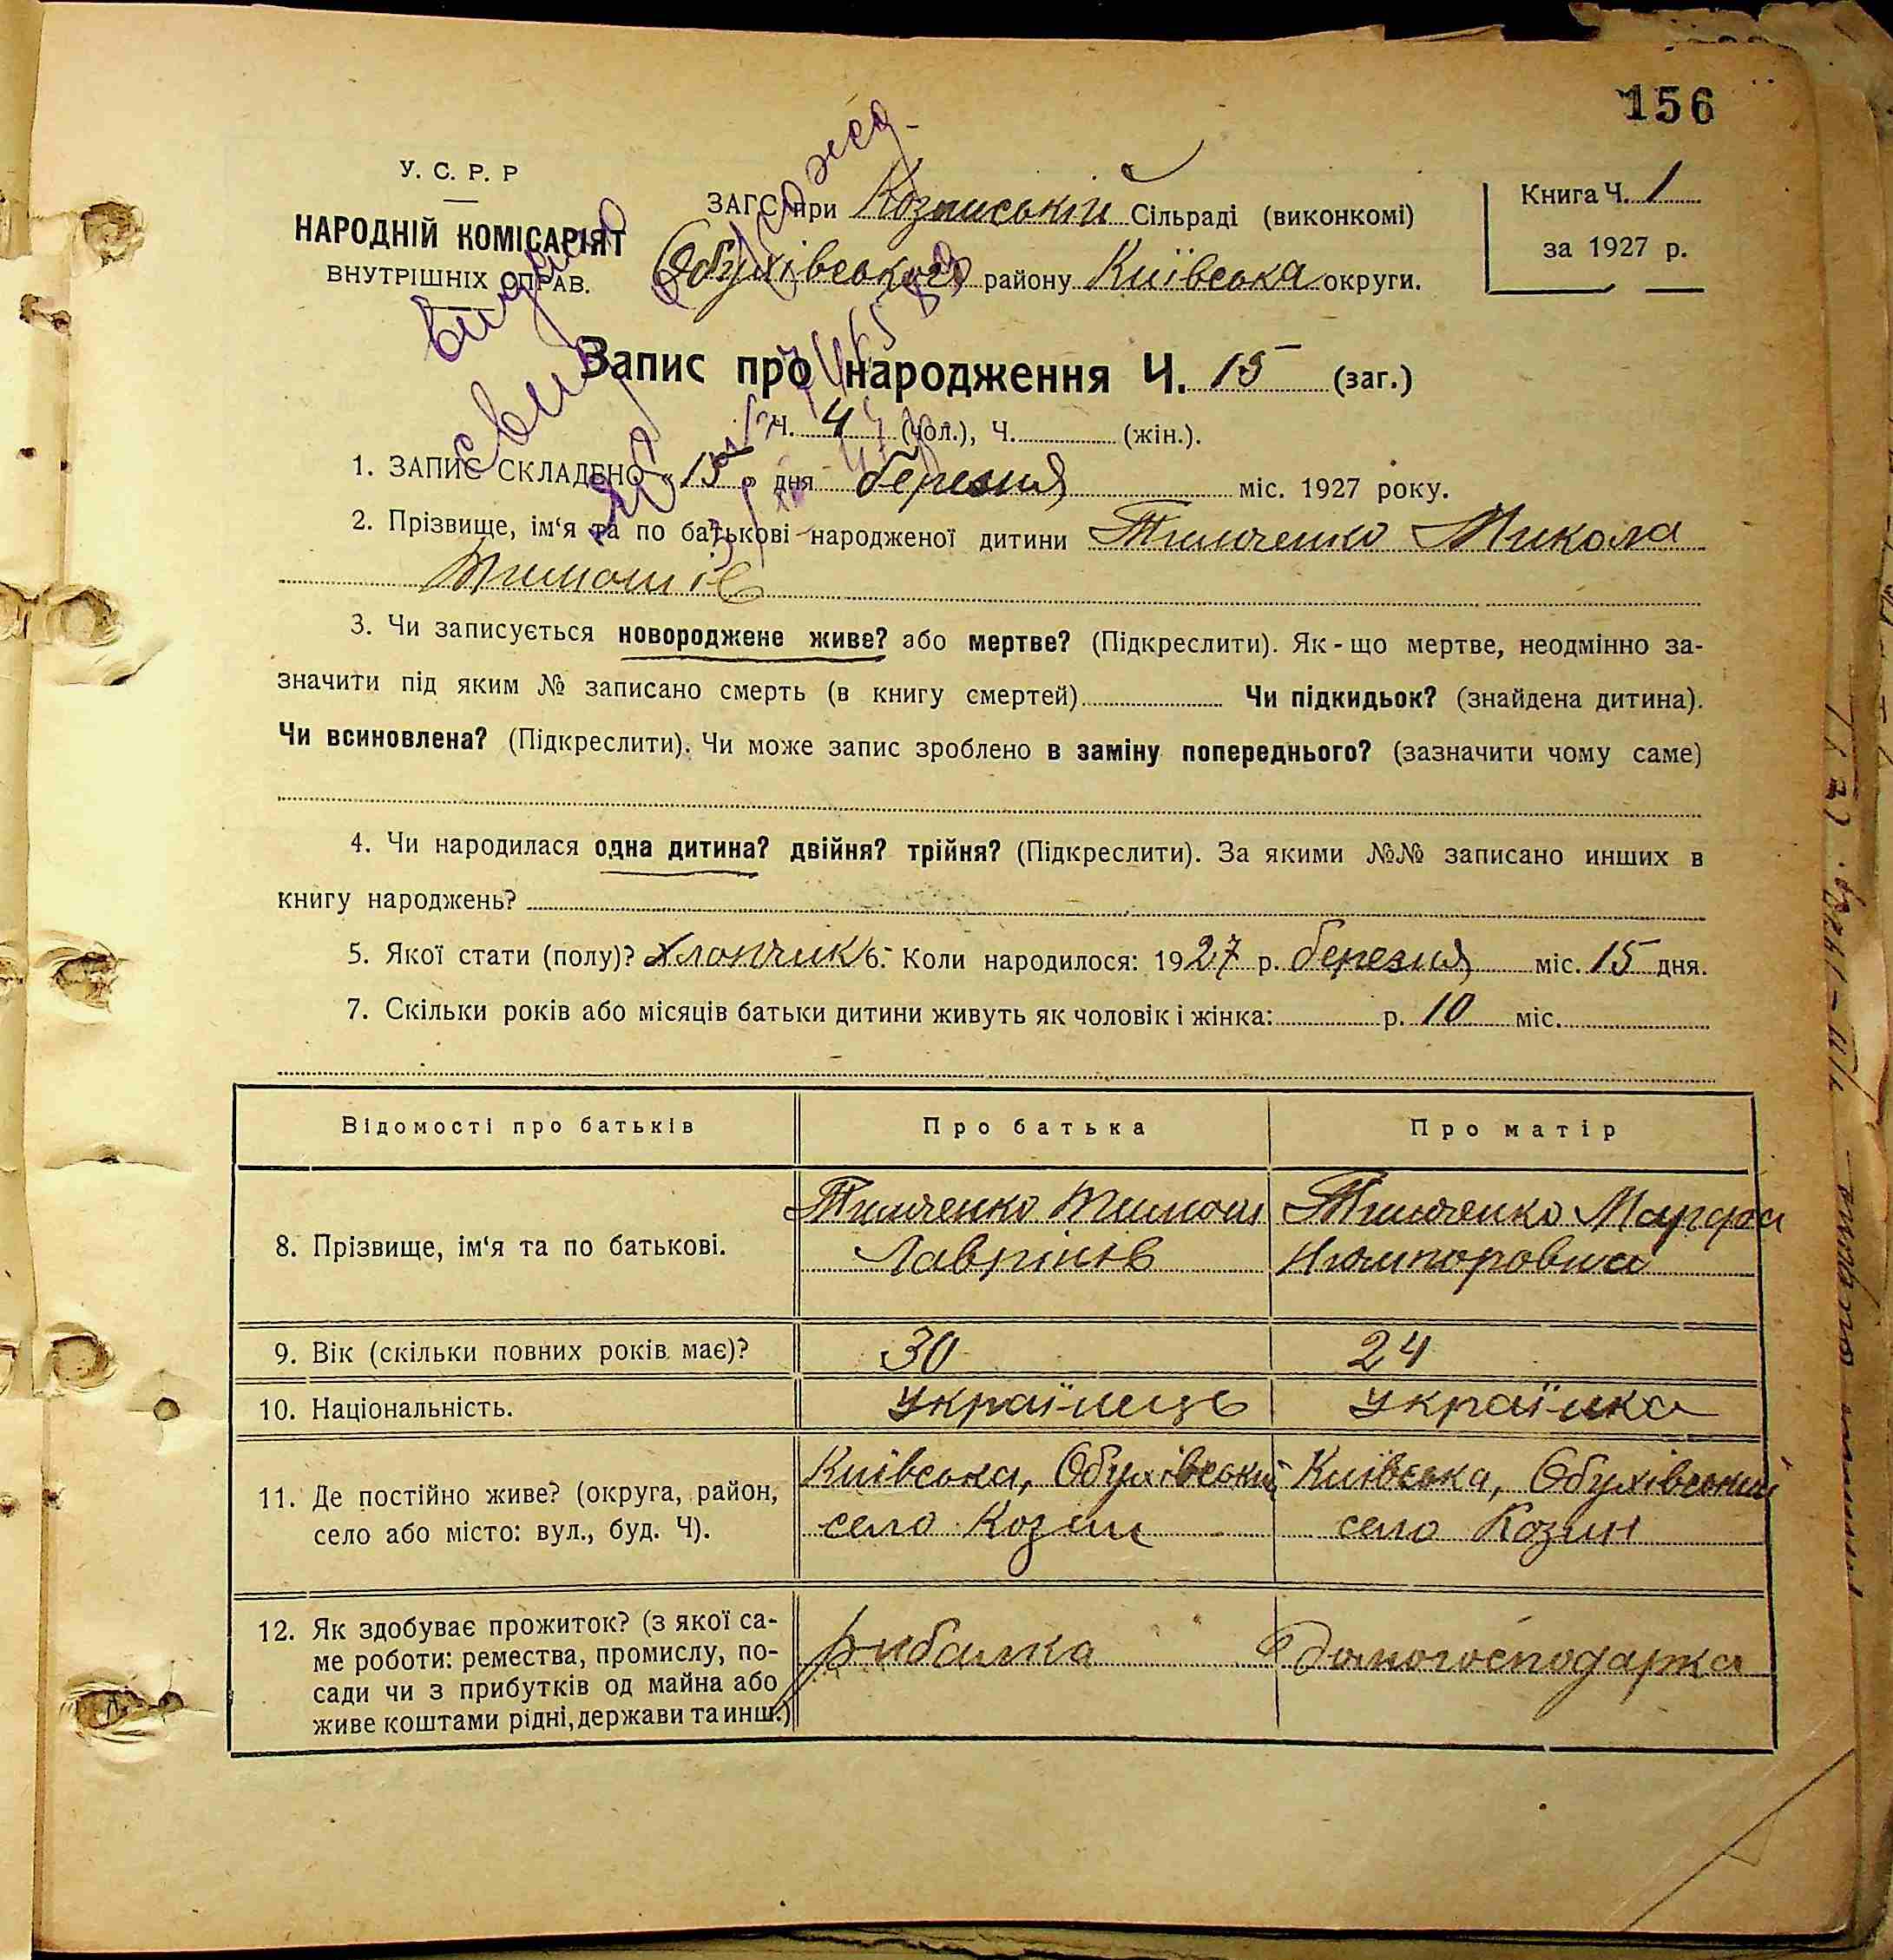 156
У. С. Р. Р
НАРОДНІЙ КОМІСАРІЯТ
ВНУТРІШНІХ СПРАВ.
ЗАГС при Козинській Сільраді (виконкомі)
Обухівського району Київська округи.
Книга Ч. 1
за 1927 р.
видано
свид
Запис про народження Ч. 15 (заг.)
Ч. 4 (чол.), Ч. (жін.).
1. ЗАПИС СКЛАДЕНО „15" дня березня міс. 1927 року.
2. Прізвище, ім‘я та по батькові народженої дитини Тимченко Микола
Тимошів
3. Чи записується новороджене живе? або мертве? (Підкреслити). Як-що мертве, неодмінно за-
значити під яким № записано смерть (в книгу смертей) Чи підкидьок? (знайдена дитина).
Чи всиновлена? (Підкреслити). Чи може запис зроблено в заміну попереднього? (зазначити чому саме)
4. Чи народилася одна дитина? двійня? трійня? (Підкреслити). За якими №№ записано инших в
книгу народжень?
5. Якої стати (полу)? хлопчик 6. Коли народилося: 1927 р. березня міс. 15 дня.
7. Скільки років або місяців батьки дитини живуть як чоловік і жінка: р. 10 міс.
Відомості про батьків Про батька Про матір
8. Прізвище, ім‘я та по батькові.
Тимченко Тимош
Лаврінів
Тимченко Марфа
9. Вік (скільки повних років має)? 30 24
10. Національність. Українець Українка
11. Де постійно живе? (округа, район,
село або місто: вул., буд. Ч).
Київська, Обухівський
село Козин
Київська, Обухівський
село Козин
12. Як здобуває прожиток? (з якої са-
ме роботи: ремества, промислу, по-
сади чи з прибутків од майна або
живе коштами рідні, держави та инш.)
рибалка
Домогосподарка